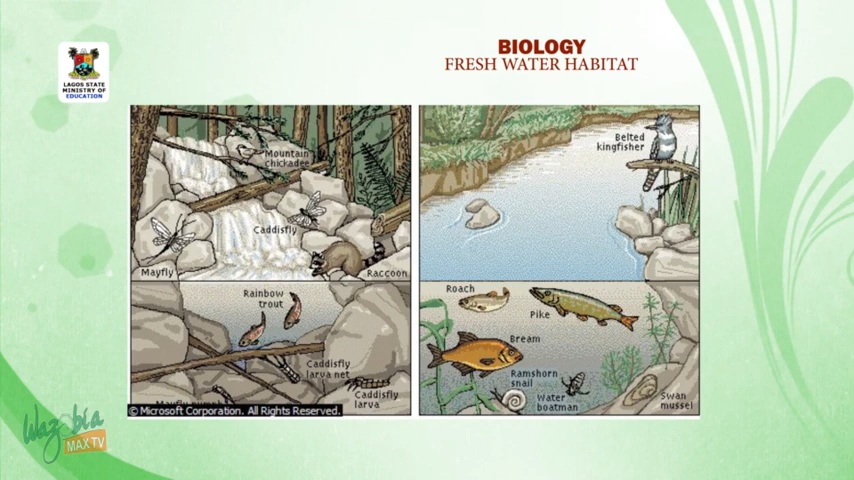 BIOLOGY
FRESH WATER HABITAT
LAGOS STATE
MINISTRY OF
EDUCATION
Mountain
chickadee
Caddisfly
Mayfly
Raccoon
Rainbow
trout
Caddisfly
larva net
Caddisfly
larva
© Microsoft Corporation. All Rights Reserved.
Belted
kingfisher
Roach
Pike
Bream
Ramshorn
snail
Water
boatman
Swan
mussel
Wazobia
MAX TV